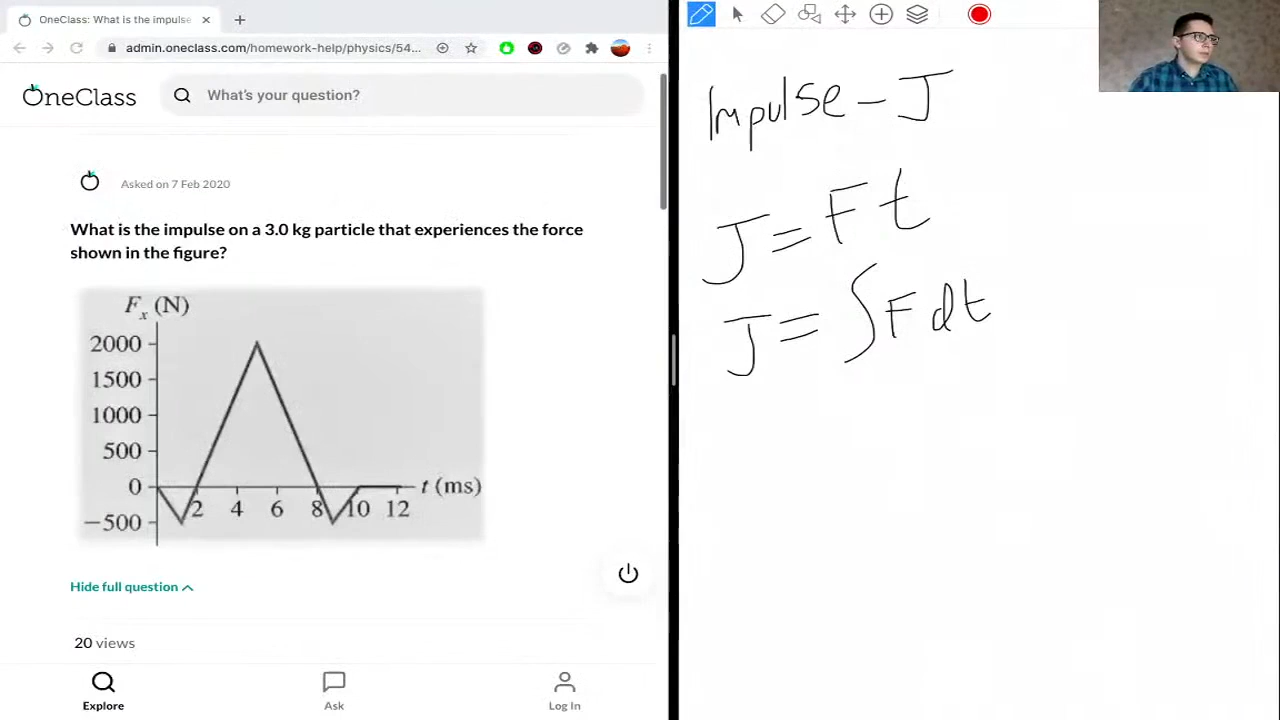 OneClass: What is the impulse
admin.oneclass.com/homework-help/physics/54...
OneClass
What's your question?
Asked on 7 Feb 2020
What is the impulse on a 3.0 kg particle that experiences the force
shown in the figure?
Fx (N)
2000
1500
1000
500
0
−500
2 4 6 8 10 12
t (ms)
Hide full question
20 views
Explore
Ask
Log In
Impulse – J
J = F t
J = ∫ F dt